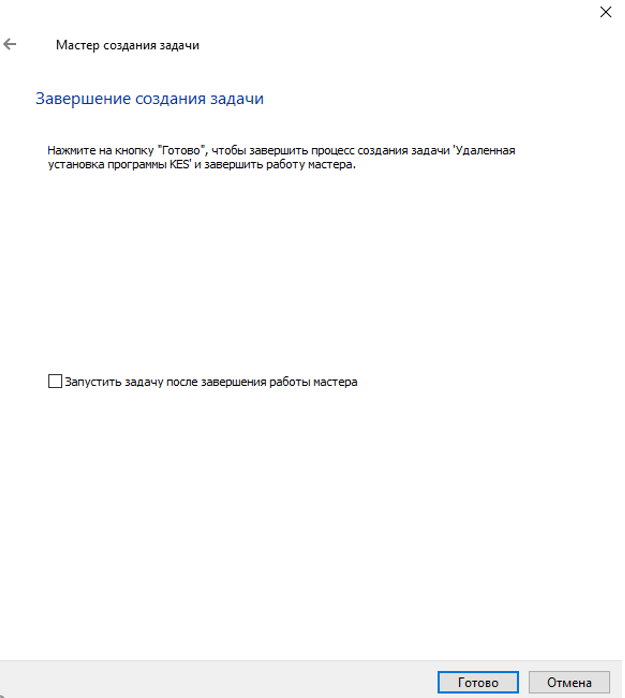 Мастер создания задачи
Завершение создания задачи
Нажмите на кнопку "Готово", чтобы завершить процесс создания задачи 'Удаленная
установка программы KES' и завершить работу мастера.
Запустить задачу после завершения работы мастера
Готово
Отмена